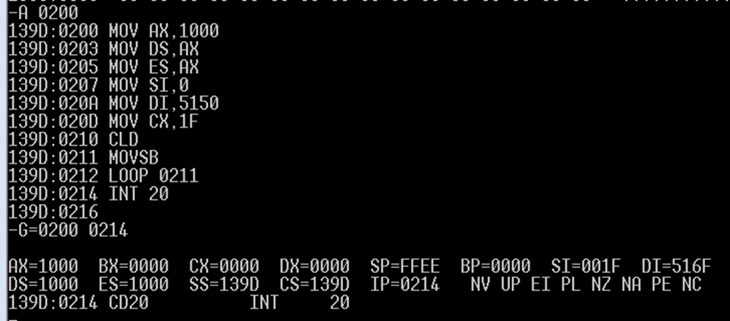 -A 0200
139D:0200 MOV AX,1000
139D:0203 MOV DS,AX
139D:0205 MOV ES,AX
139D:0207 MOV SI,0
139D:020A MOV DI,5150
139D:020D MOV CX,1F
139D:0210 CLD
139D:0211 MOVSB
139D:0212 LOOP 0211
139D:0214 INT 20
139D:0216
-G=0200 0214
AX=1000 BX=0000 CX=0000 DX=0000 SP=FFEE BP=0000 SI=001F DI=516F
DS=1000 ES=1000 SS=139D CS=139D IP=0214 NV UP EI PL NZ NA PE NC
139D:0214 CD20 INT 20